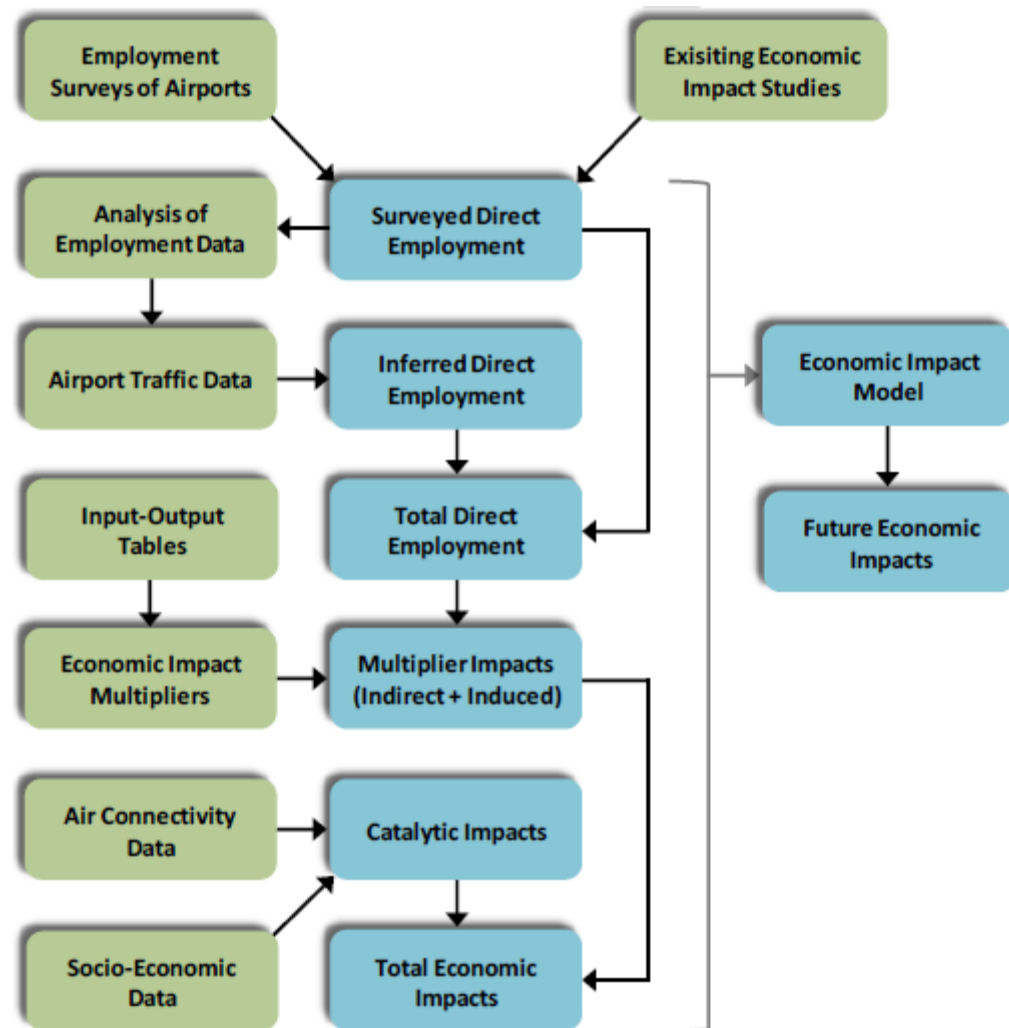 Employment
Surveys of Airports
Exisiting Economic
Impact Studies
Analysis of
Employment Data
Surveyed Direct
Employment
Airport Traffic Data
Inferred Direct
Employment
Economic Impact
Model
Input-Output
Tables
Total Direct
Employment
Future Economic
Impacts
Economic Impact
Multipliers
Multiplier Impacts
(Indirect + Induced)
Air Connectivity
Data
Catalytic Impacts
Socio-Economic
Data
Total Economic
Impacts